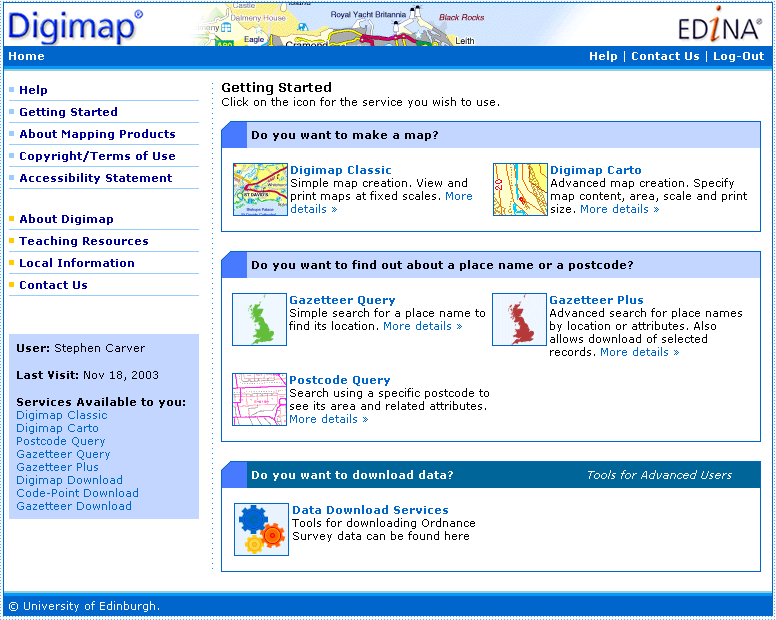 Digimap®
Castle
Island
Dalmeny House
Royal Yacht Britannia
Black Rocks
Eagle
Cramond
Leith
A90
EDINA®
Home
Help | Contact Us | Log-Out
Help
Getting Started
About Mapping Products
Copyright/Terms of Use
Accessibility Statement
About Digimap
Teaching Resources
Local Information
Contact Us
User: Stephen Carver
Last Visit: Nov 18, 2003
Services Available to you:
Digimap Classic
Digimap Carto
Postcode Query
Gazetteer Query
Gazetteer Plus
Digimap Download
Code-Point Download
Gazetteer Download
Getting Started
Click on the icon for the service you wish to use.
Do you want to make a map?
ST DAVID'S
Digimap Classic
Simple map creation. View and
print maps at fixed scales. More
details »
Digimap Carto
Advanced map creation. Specify
map content, area, scale and print
size. More details »
Do you want to find out about a place name or a postcode?
Gazetteer Query
Simple search for a place name to
find its location. More details »
Gazetteer Plus
Advanced search for place names
by location or attributes. Also
allows download of selected
records. More details »
Postcode Query
Search using a specific postcode to
see its area and related attributes.
More details »
Do you want to download data?
Tools for Advanced Users
Data Download Services
Tools for downloading Ordnance
Survey data can be found here
© University of Edinburgh.